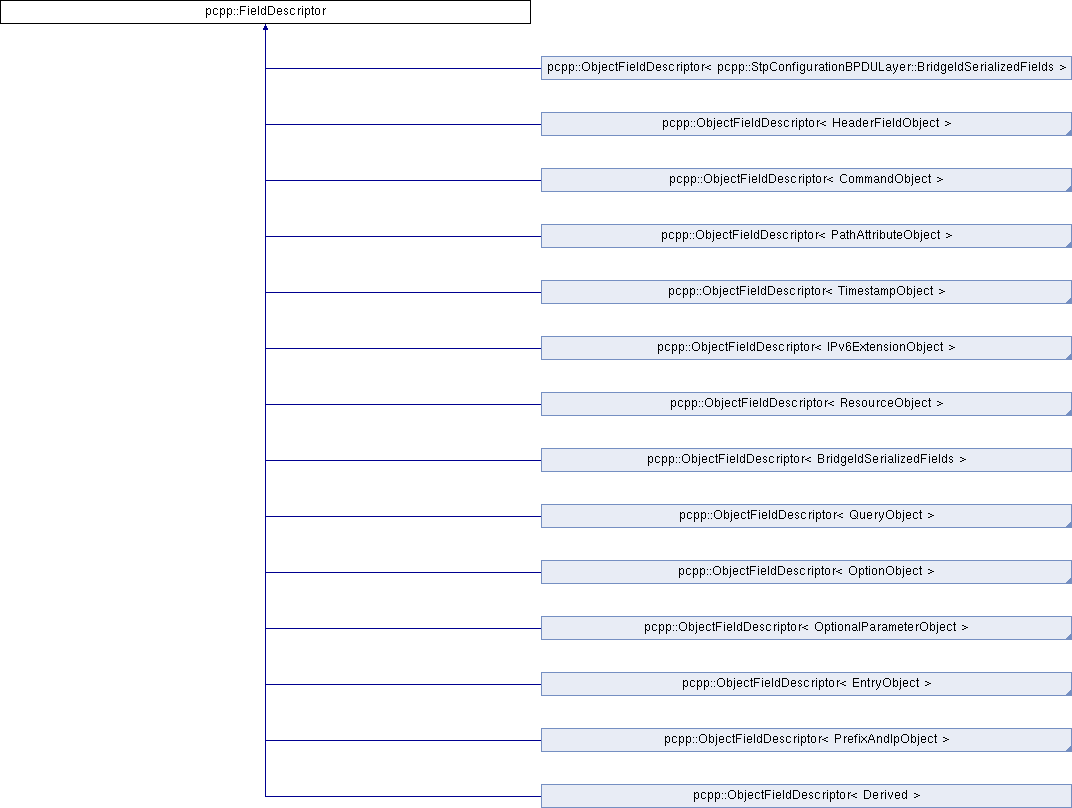 pcpp::FieldDescriptor
pcpp::ObjectFieldDescriptor< pcpp::StpConfigurationBPDULayer::BridgeIdSerializedFields >
pcpp::ObjectFieldDescriptor< HeaderFieldObject >
pcpp::ObjectFieldDescriptor< CommandObject >
pcpp::ObjectFieldDescriptor< PathAttributeObject >
pcpp::ObjectFieldDescriptor< TimestampObject >
pcpp::ObjectFieldDescriptor< IPv6ExtensionObject >
pcpp::ObjectFieldDescriptor< ResourceObject >
pcpp::ObjectFieldDescriptor< BridgeIdSerializedFields >
pcpp::ObjectFieldDescriptor< QueryObject >
pcpp::ObjectFieldDescriptor< OptionObject >
pcpp::ObjectFieldDescriptor< OptionalParameterObject >
pcpp::ObjectFieldDescriptor< EntryObject >
pcpp::ObjectFieldDescriptor< PrefixAndIpObject >
pcpp::ObjectFieldDescriptor< Derived >